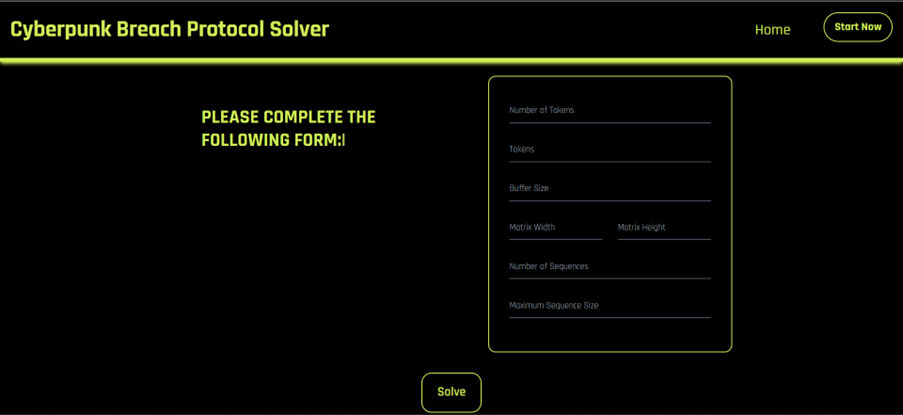 Cyberpunk Breach Protocol Solver
Home
Start Now
PLEASE COMPLETE THE
FOLLOWING FORM:
Number of Tokens
Tokens
Buffer Size
Matrix Width
Matrix Height
Number of Sequences
Maximum Sequence Size
Solve